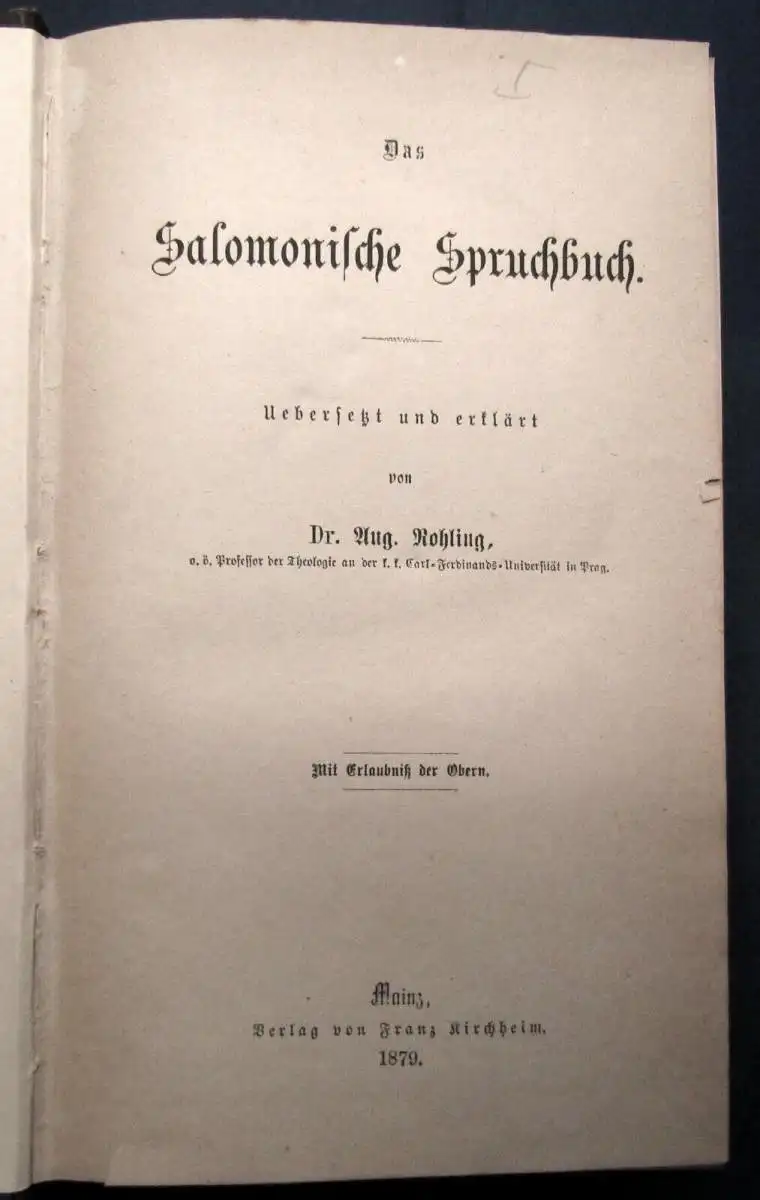 Das
Salomoniſche Spruchbuch.
Ueberſetzt und erklärt
von
Dr. Aug. Rohling,
o. ö. Profeſſor der Theologie an der k. k. Carl-Ferdinands-Univerſität in Prag.
Mit Erlaubniß der Obern.
Mainz,
Verlag von Franz Kirchheim.
1879.